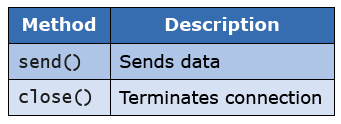 Method Description
send() Sends data
close() Terminates connection